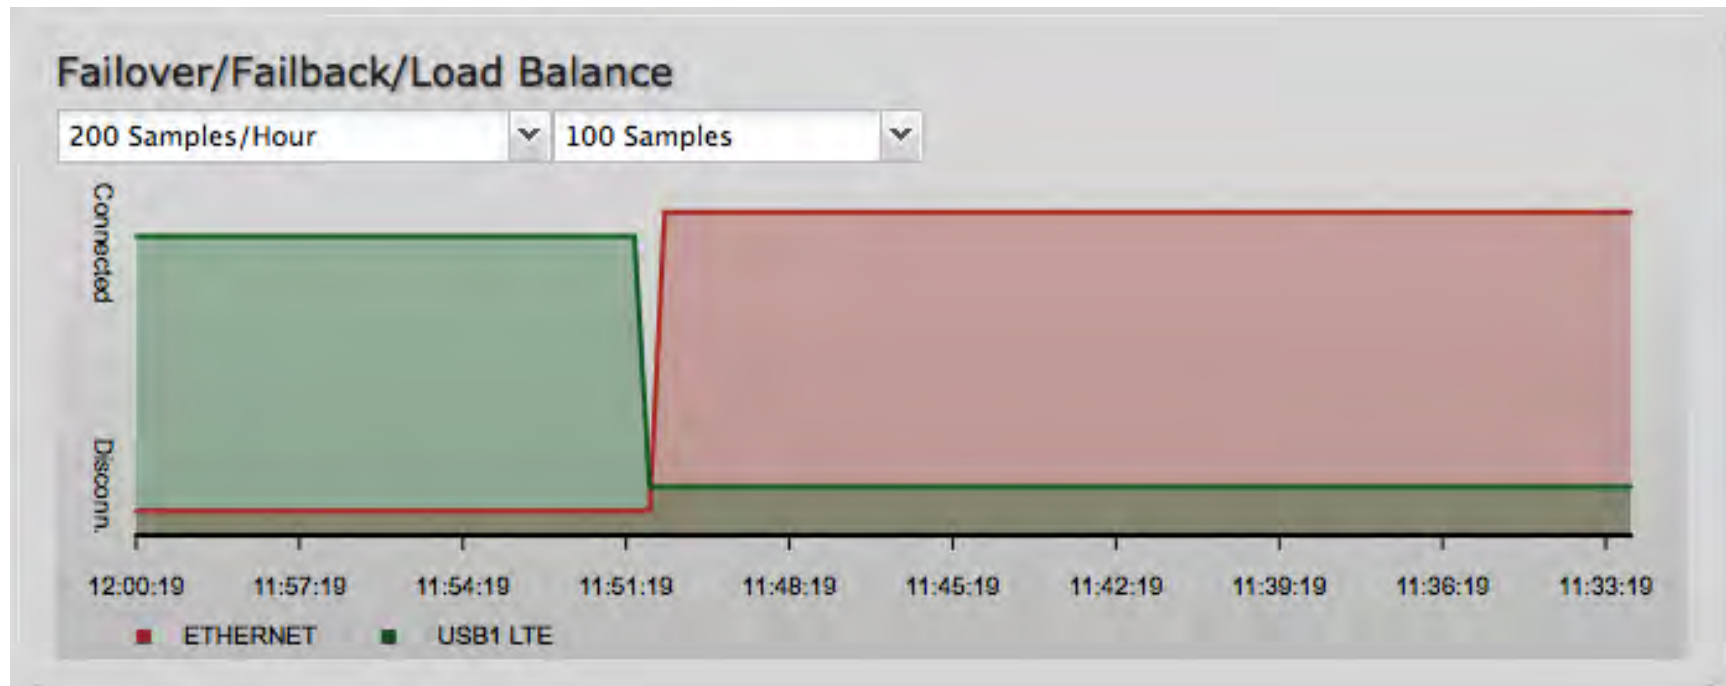 Failover/Failback/Load Balance
200 Samples/Hour 100 Samples
Connected
Disconn.
12:00:19 11:57:19 11:54:19 11:51:19 11:48:19 11:45:19 11:42:19 11:39:19 11:36:19 11:33:19
ETHERNET USB1 LTE